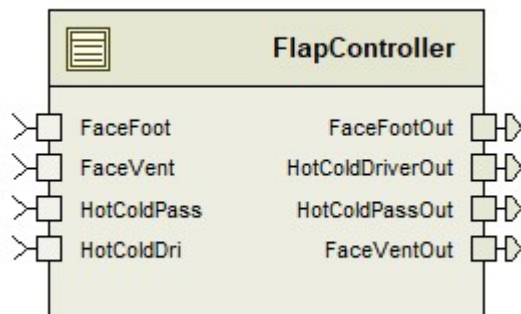 FlapController
FaceFoot FaceFootOut
FaceVent HotColdDriverOut
HotColdPass HotColdPassOut
HotColdDri FaceVentOut